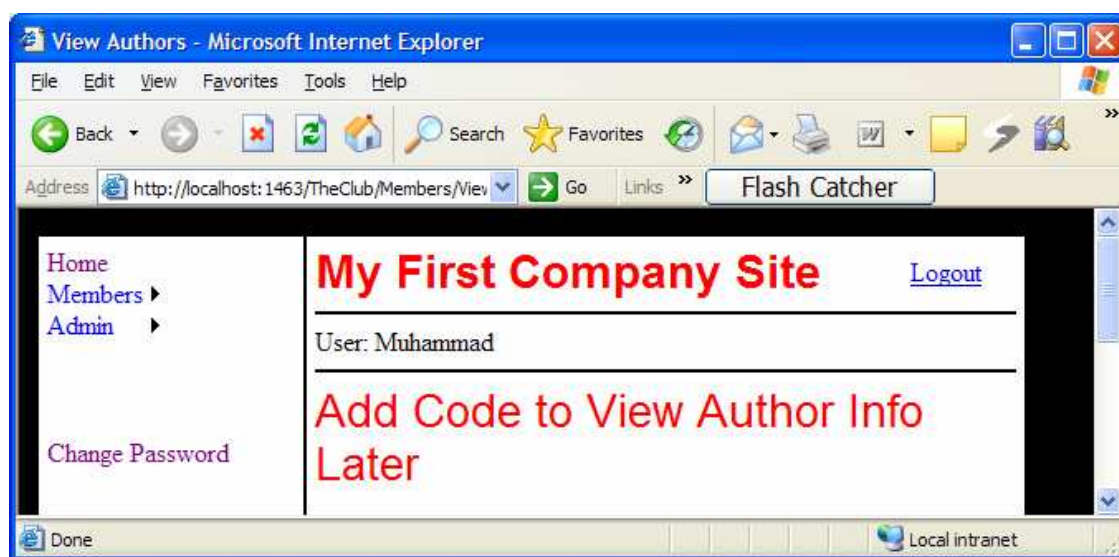 View Authors - Microsoft Internet Explorer
File Edit View Favorites Tools Help
Back Search Favorites W »
Address http://localhost:1463/TheClub/Members/View Go Links » Flash Catcher
Home
Members
Admin
Change Password
My First Company Site Logout
User: Muhammad
Add Code to View Author Info
Later
Done Local intranet